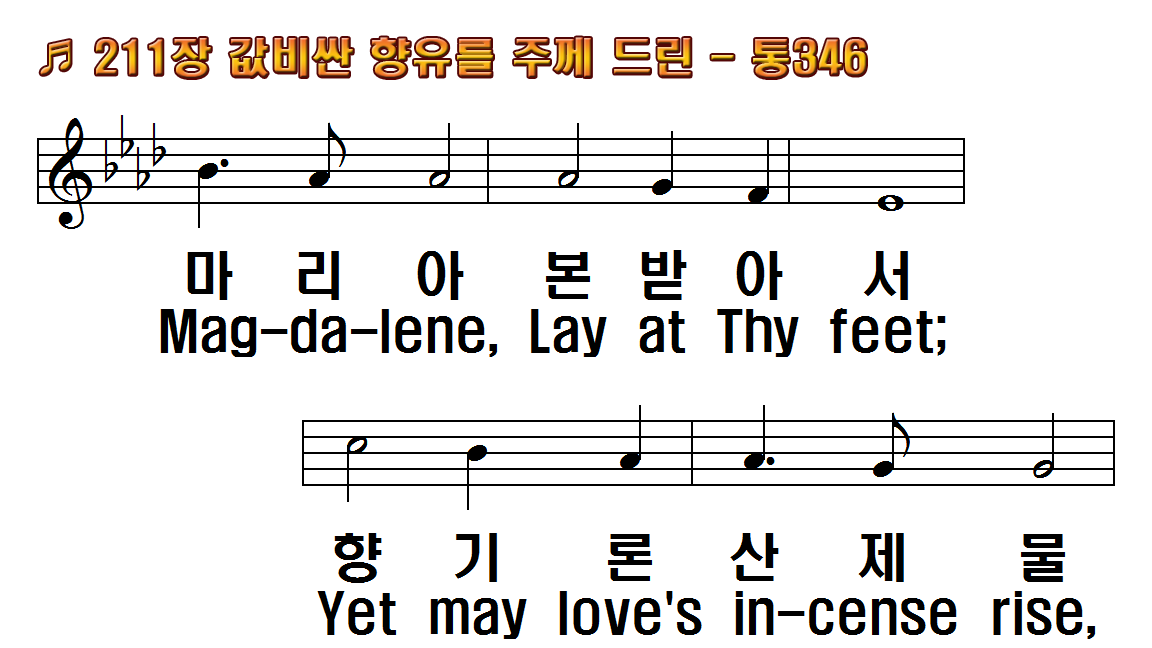 ♬ 211장 값비싼 향유를 주께 드린 - 통346
마 리 아 본 받 아 서
Mag-da-lene, Lay at Thy feet;
향 기 론 산 제 물
Yet may love's in-cense rise,